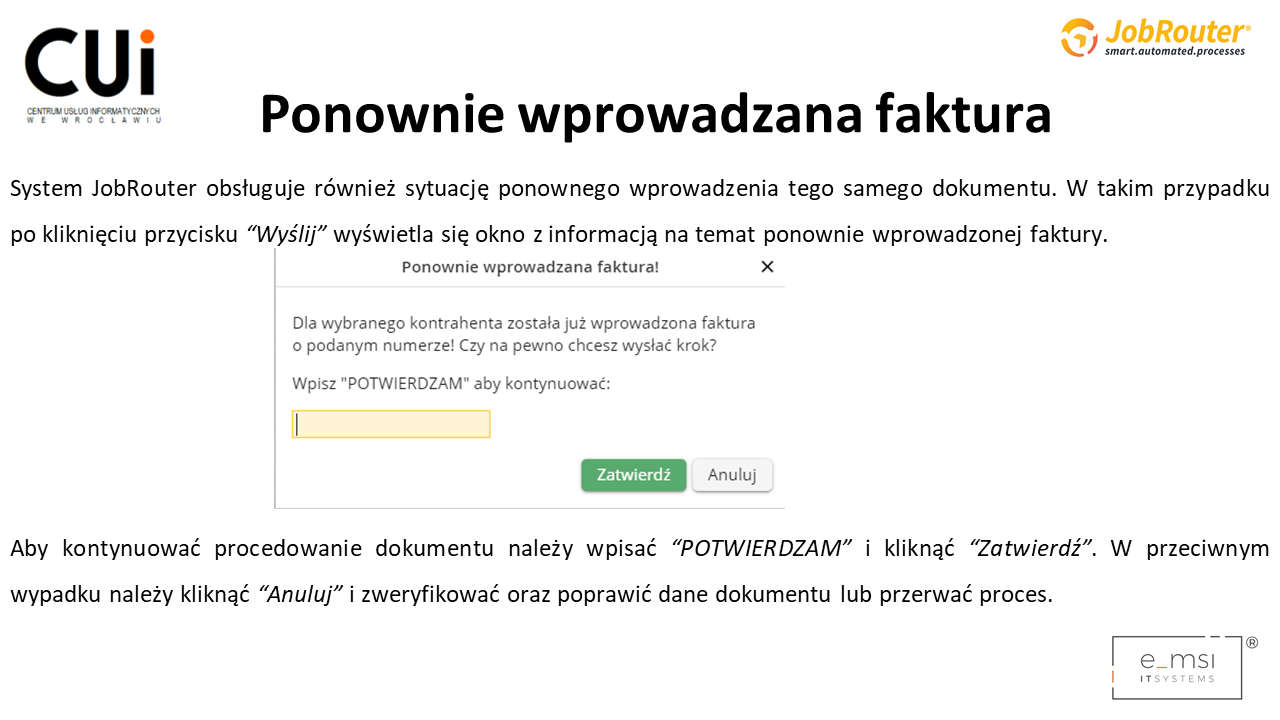 CUi
CENTRUM USŁUG INFORMATYCZNYCH
WE WROCŁAWIU
JobRouter®
smart.automated.processes
Ponownie wprowadzana faktura
System JobRouter obsługuje również sytuację ponownego wprowadzenia tego samego dokumentu. W takim przypadku
po kliknięciu przycisku “Wyślij” wyświetla się okno z informacją na temat ponownie wprowadzonej faktury.
Ponownie wprowadzana faktura! ×
Dla wybranego kontrahenta została już wprowadzona faktura
o podanym numerze! Czy na pewno chcesz wysłać krok?
Wpisz "POTWIERDZAM" aby kontynuować:
Zatwierdź Anuluj
Aby kontynuować procedowanie dokumentu należy wpisać “POTWIERDZAM” i kliknąć “Zatwierdź”. W przeciwnym
wypadku należy kliknąć “Anuluj” i zweryfikować oraz poprawić dane dokumentu lub przerwać proces.
e_msi ®
ITSYSTEMS